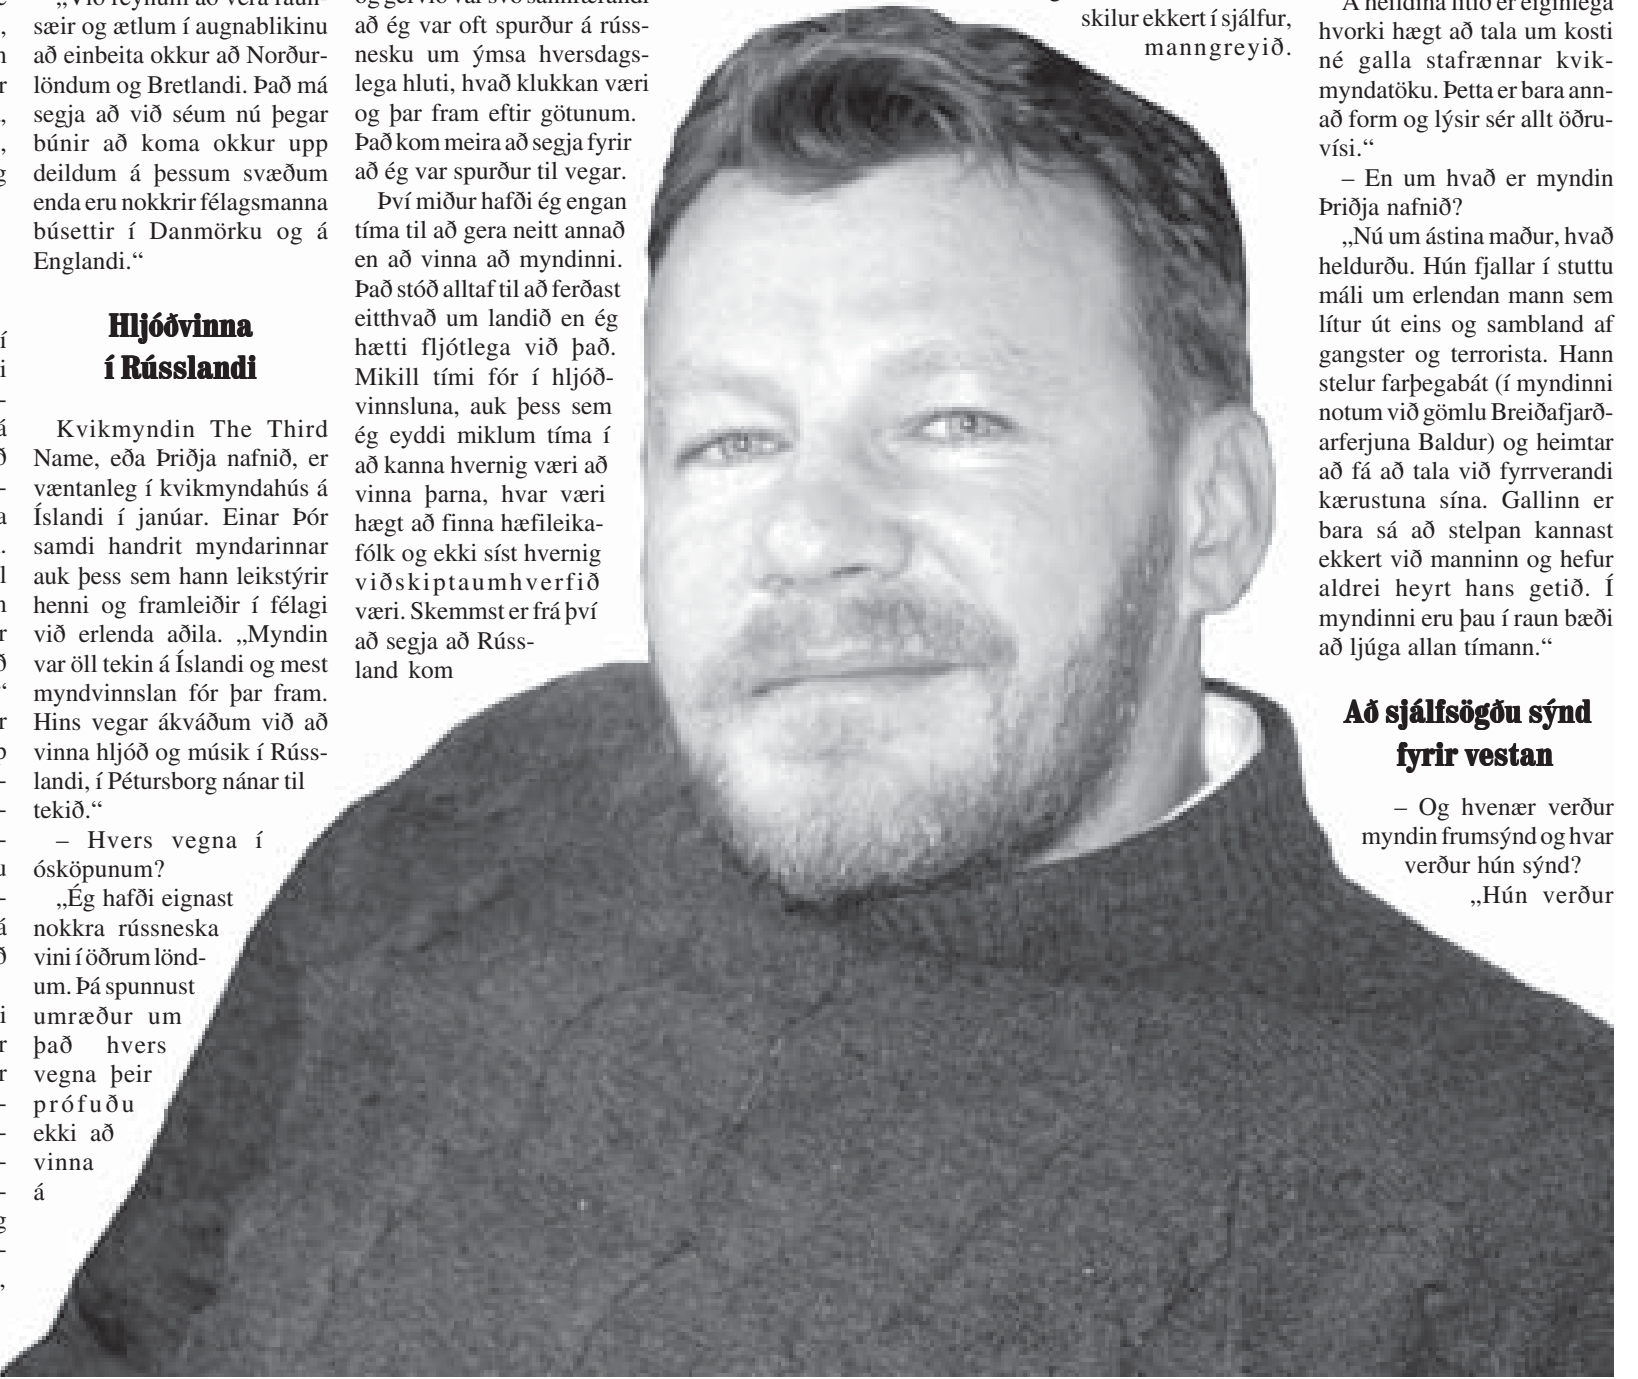 „Við reynum að vera raun-
sæir og ætlum í augnablikinu
að einbeita okkur að Norður-
löndum og Bretlandi. Það má
segja að við séum nú þegar
búnir að koma okkur upp
deildum á þessum svæðum
enda eru nokkrir félagsmanna
búsettir í Danmörku og á
Englandi.“
Hljóðvinna
í Rússlandi
Kvikmyndin The Third
Name, eða Þriðja nafnið, er
væntanleg í kvikmyndahús á
Íslandi í janúar. Einar Þór
samdi handrit myndarinnar
auk þess sem hann leikstýrir
henni og framleiðir í félagi
við erlenda aðila. „Myndin
var öll tekin á Íslandi og mest
myndvinnslan fór þar fram.
Hins vegar ákváðum við að
vinna hljóð og músik í Rúss-
landi, í Pétursborg nánar til
tekið.“
– Hvers vegna í
ósköpunum?
„Ég hafði eignast
nokkra rússneska
vini í öðrum lönd-
um. Þá spunnust
umræður um
það hvers
vegna þeir
prófuðu
ekki að
vinna
á
og gervið var svo sannfærandi
að ég var oft spurður á rúss-
nesku um ýmsa hversdags-
lega hluti, hvað klukkan væri
og þar fram eftir götunum.
Það kom meira að segja fyrir
að ég var spurður til vegar.
Því miður hafði ég engan
tíma til að gera neitt annað
en að vinna að myndinni.
Það stóð alltaf til að ferðast
eitthvað um landið en ég
hætti fljótlega við það.
Mikill tími fór í hljóð-
vinnsluna, auk þess sem
ég eyddi miklum tíma í
að kanna hvernig væri að
vinna þarna, hvar væri
hægt að finna hæfileika-
fólk og ekki síst hvernig
viðskiptaumhverfið
væri. Skemmst er frá því
að segja að Rúss-
land kom
skilur ekkert í sjálfur,
manngreyið.
Á heildina litið er eiginlega
hvorki hægt að tala um kosti
né galla stafrænnar kvik-
myndatöku. Þetta er bara ann-
að form og lýsir sér allt öðru-
vísi.“
– En um hvað er myndin
Þriðja nafnið?
„Nú um ástina maður, hvað
heldurðu. Hún fjallar í stuttu
máli um erlendan mann sem
lítur út eins og sambland af
gangster og terrorista. Hann
stelur farþegabát (í myndinni
notum við gömlu Breiðafjarð-
arferjuna Baldur) og heimtar
að fá að tala við fyrrverandi
kærustuna sína. Gallinn er
bara sá að stelpan kannast
ekkert við manninn og hefur
aldrei heyrt hans getið. Í
myndinni eru þau í raun bæði
að ljúga allan tímann.“
Að sjálfsögðu sýnd
fyrir vestan
– Og hvenær verður
myndin frumsýnd og hvar
verður hún sýnd?
„Hún verður